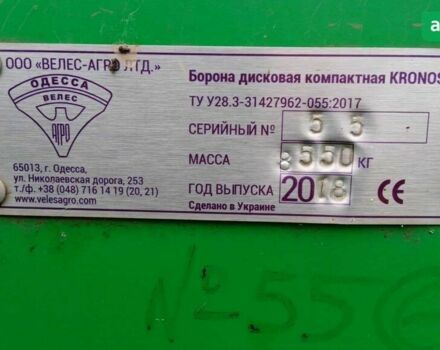 ООО «ВЕЛЕС-АГРО ЛТД.»
ОДЕССА
ВЕЛЕС
АГРО
65013, г. Одесса,
ул. Николаевская дорога, 253
т./ф. +38 (048) 716 14 19 (20, 21)
www.velesagro.com
Борона дисковая компактная KRONOS
ТУ У28.3-31427962-055:2017
СЕРИЙНЫЙ № 55
МАССА 8550 КГ
ГОД ВЫПУСКА 2018 CE
Сделано в Украине
№55